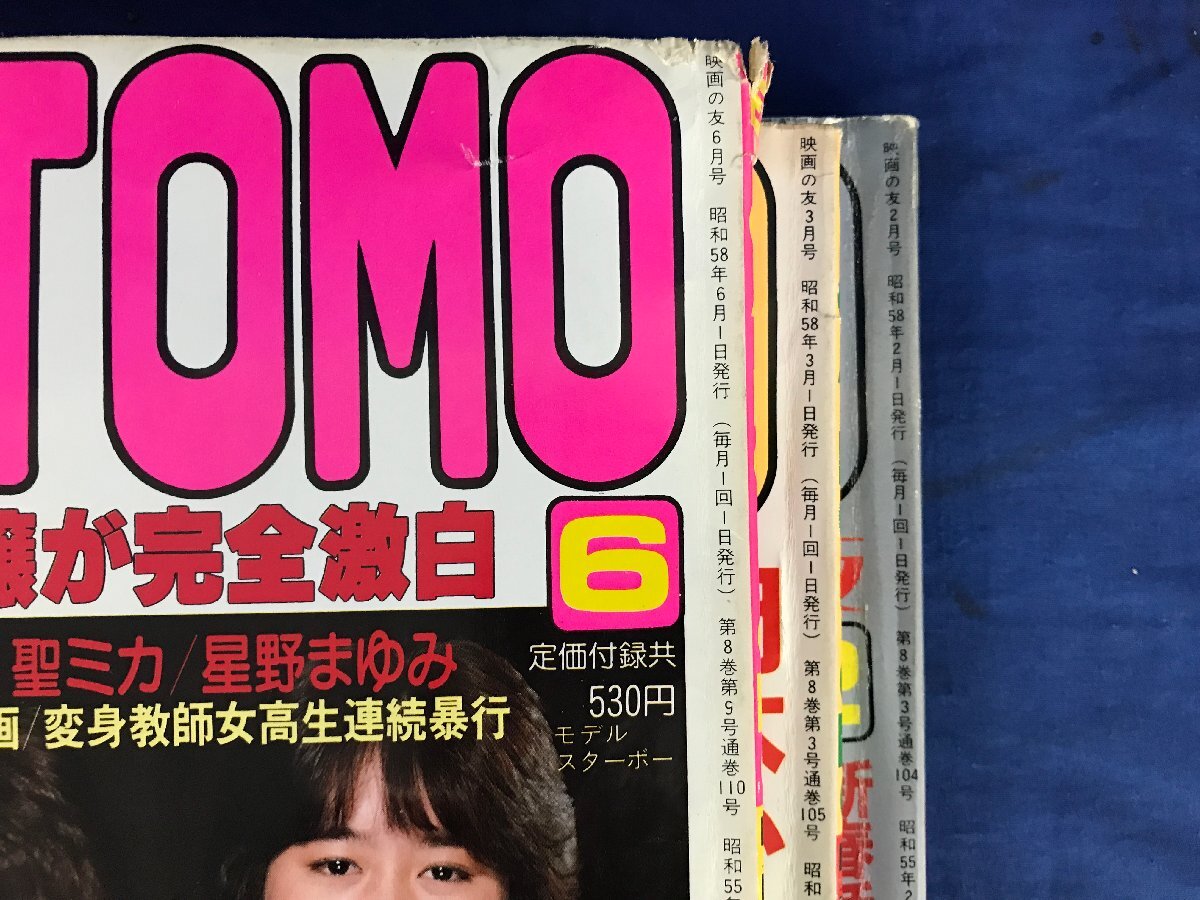 TOMO
嬢が完全激白
6
聖ミカ/星野まゆみ
画/変身教師女高生連続暴行
定価付録共
530円
モデル
スターボー
映画の友6月号 昭和58年6月1日発行 (毎月1回1日発行) 第8巻第9号通巻110号 昭和55
映画の友3月号 昭和58年3月1日発行 (毎月1回1日発行) 第8巻第3号通巻105号 昭和
映画の友2月号 昭和58年2月1日発行 (毎月1回1日発行) 第8巻第3号通巻104号 昭和55年2
新春